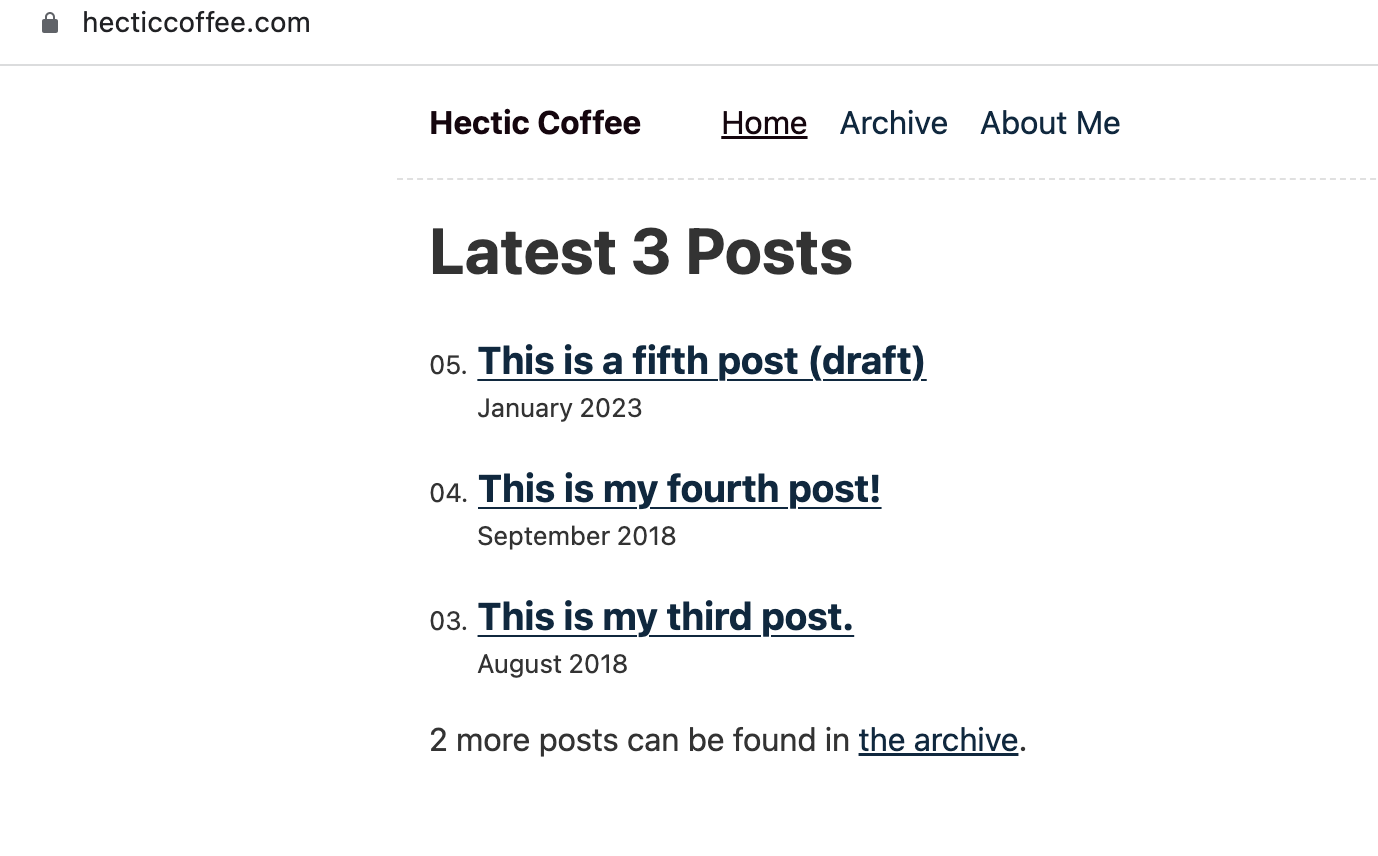 hecticcoffee.com
Hectic Coffee Home Archive About Me
Latest 3 Posts
05. This is a fifth post (draft)
January 2023
04. This is my fourth post!
September 2018
03. This is my third post.
August 2018
2 more posts can be found in the archive.